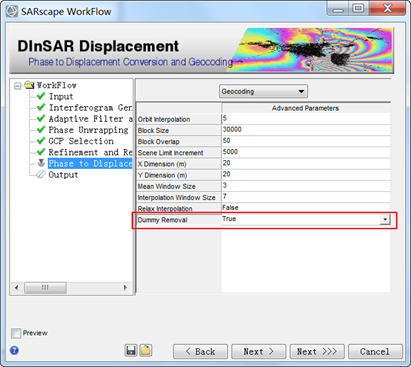 SARscape WorkFlow
DInSAR Displacement
Phase to Displacement Conversion and Geocoding
WorkFlow
Input
Interferogram Ger
Adaptive Filter a
Phase Unwrapping
GCP Selection
Refinement and Re
Phase to Displace
Output
Geocoding
Advanced Parameters
Orbit Interpolation 5
Block Size 30000
Block Overlap 50
Scene Limit Increment 5000
X Dimension (m) 20
Y Dimension (m) 20
Mean Window Size 3
Interpolation Window Size 7
Relax Interpolation False
Dummy Removal True
Preview
< Back
Next >
Next >>>
Cancel